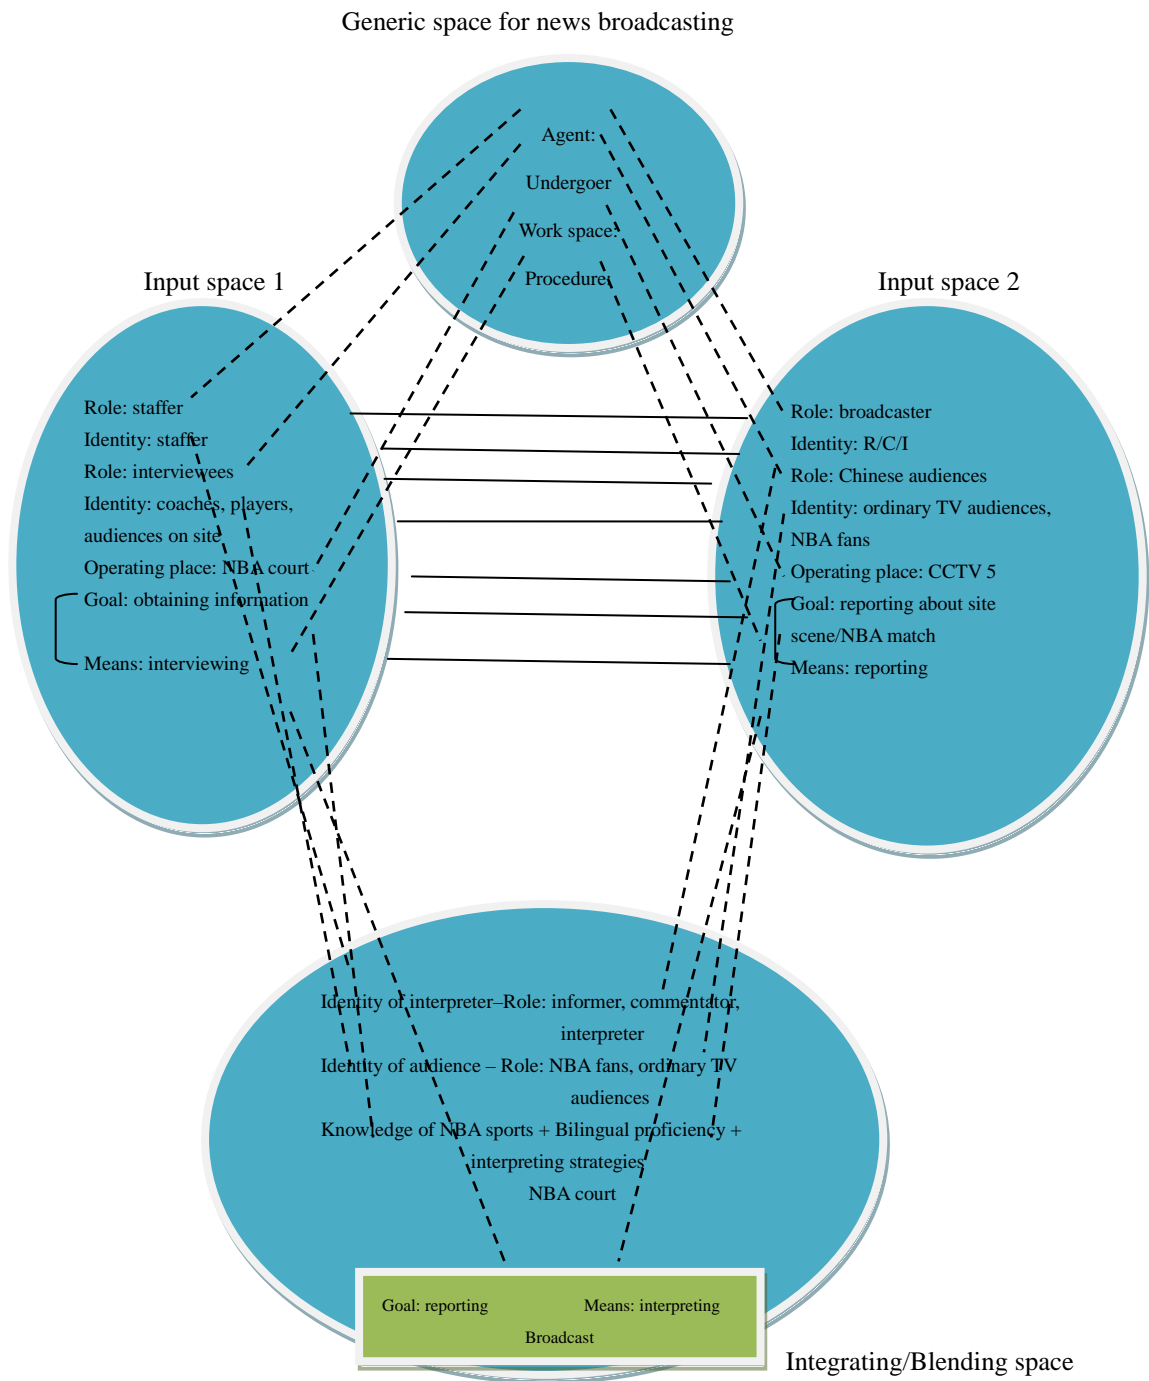 Generic space for news broadcasting
Agent:
Undergoer
Work space:
Procedure:
Input space 1
Role: staffer
Identity: staffer
Role: interviewees
Identity: coaches, players,
audiences on site
Operating place: NBA court
Goal: obtaining information
Means: interviewing
Input space 2
Role: broadcaster
Identity: R/C/I
Role: Chinese audiences
Identity: ordinary TV audiences,
NBA fans
Operating place: CCTV 5
Goal: reporting about site
scene/NBA match
Means: reporting
Identity of interpreter–Role: informer, commentator,
interpreter
Identity of audience – Role: NBA fans, ordinary TV
audiences
Knowledge of NBA sports + Bilingual proficiency +
interpreting strategies
NBA court
Goal: reporting Means: interpreting
Broadcast
Integrating/Blending space